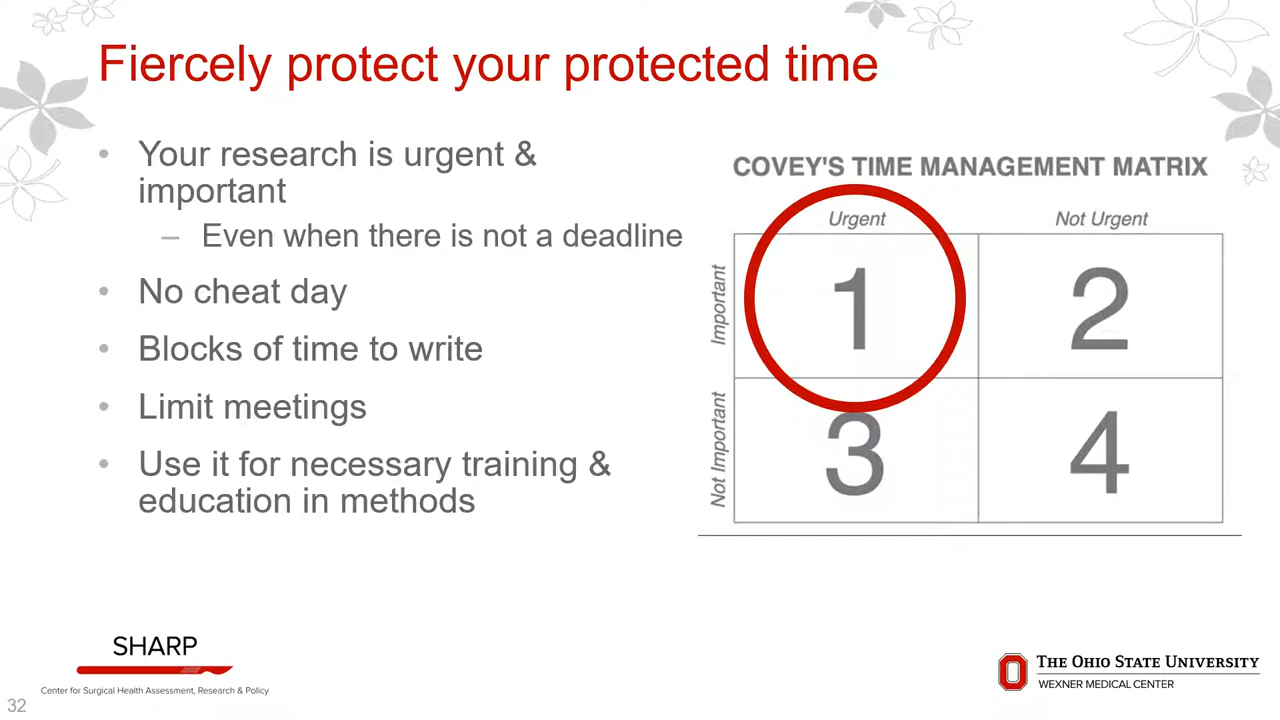 Fiercely protect your protected time
• Your research is urgent &
important
– Even when there is not a deadline
• No cheat day
• Blocks of time to write
• Limit meetings
• Use it for necessary training &
education in methods
COVEY'S TIME MANAGEMENT MATRIX
Urgent
Not Urgent
Important
1
2
Not Important
3
4
SHARP
Center for Surgical Health Assessment, Research & Policy
THE OHIO STATE UNIVERSITY
WEXNER MEDICAL CENTER
32